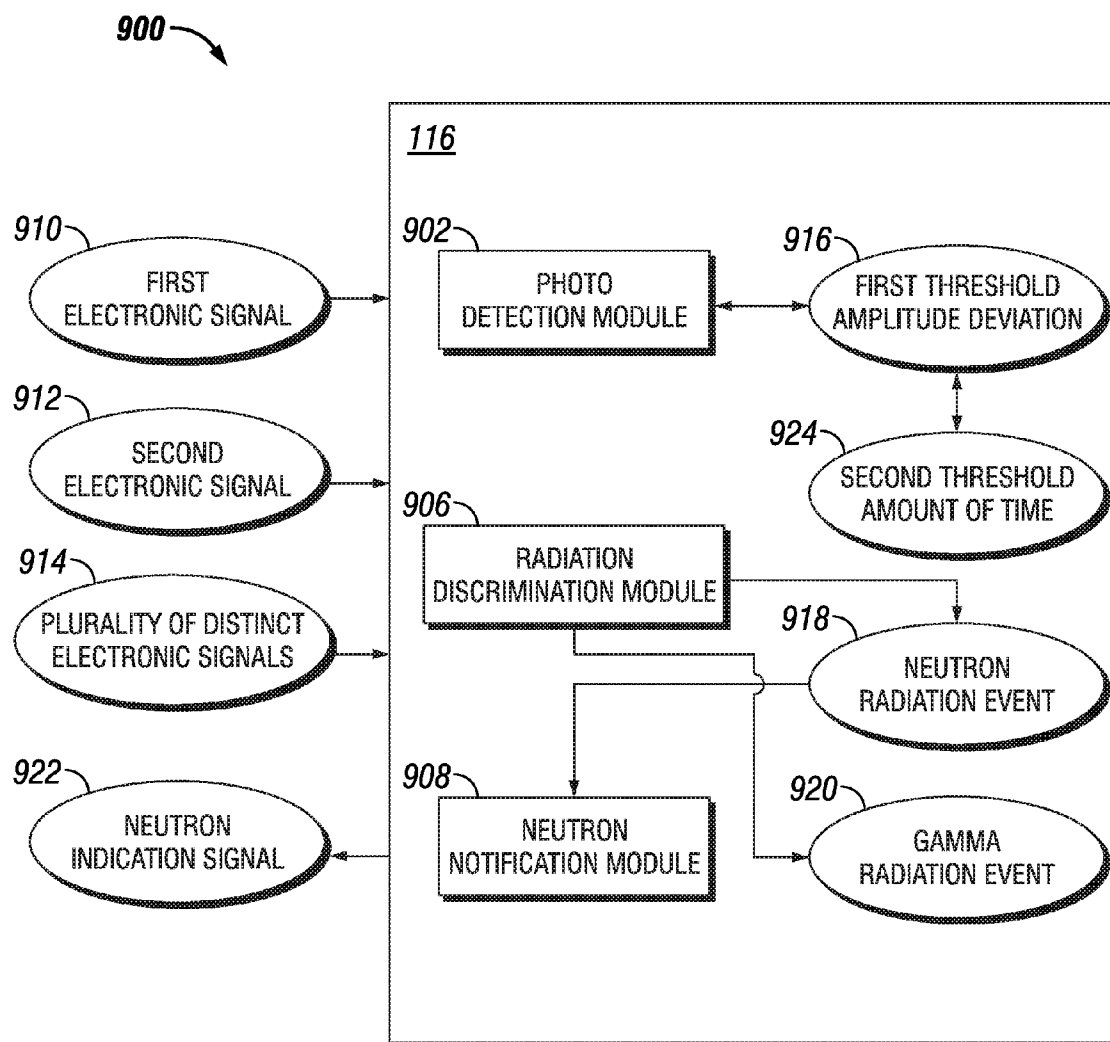 900
116
910
FIRST
ELECTRONIC SIGNAL
902
PHOTO
DETECTION MODULE
916
FIRST THRESHOLD
AMPLITUDE DEVIATION
912
SECOND
ELECTRONIC SIGNAL
924
SECOND THRESHOLD
AMOUNT OF TIME
906
RADIATION
DISCRIMINATION MODULE
914
PLURALITY OF DISTINCT
ELECTRONIC SIGNALS
918
NEUTRON
RADIATION EVENT
922
NEUTRON
INDICATION SIGNAL
908
NEUTRON
NOTIFICATION MODULE
920
GAMMA
RADIATION EVENT